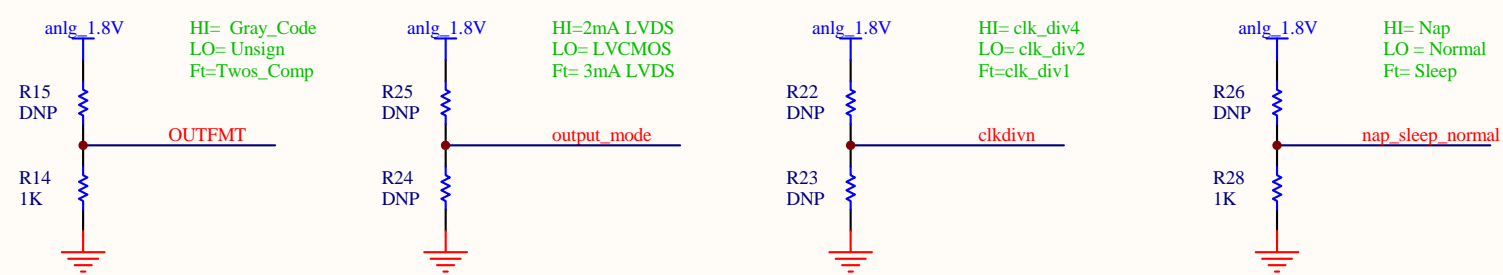 anlg_1.8V
HI= Gray_Code
LO= Unsign
Ft=Twos_Comp
R15
DNP
OUTFMT
R14
1K
anlg_1.8V
HI=2mA LVDS
LO= LVCMOS
Ft= 3mA LVDS
R25
DNP
output_mode
R24
DNP
anlg_1.8V
HI= clk_div4
LO= clk_div2
Ft=clk_div1
R22
DNP
clkdivn
R23
DNP
anlg_1.8V
HI= Nap
LO = Normal
Ft= Sleep
R26
DNP
nap_sleep_normal
R28
1K